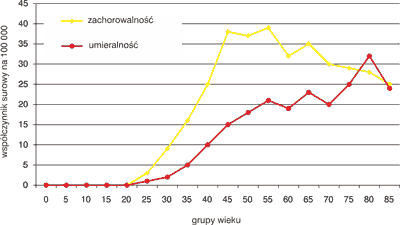 45
40
35
30
25
20
15
10
5
0
współczynnik surowy na 100 000
zachorowalność
umieralność
0 5 10 15 20 25 30 35 40 45 50 55 60 65 70 75 80 85
grupy wieku